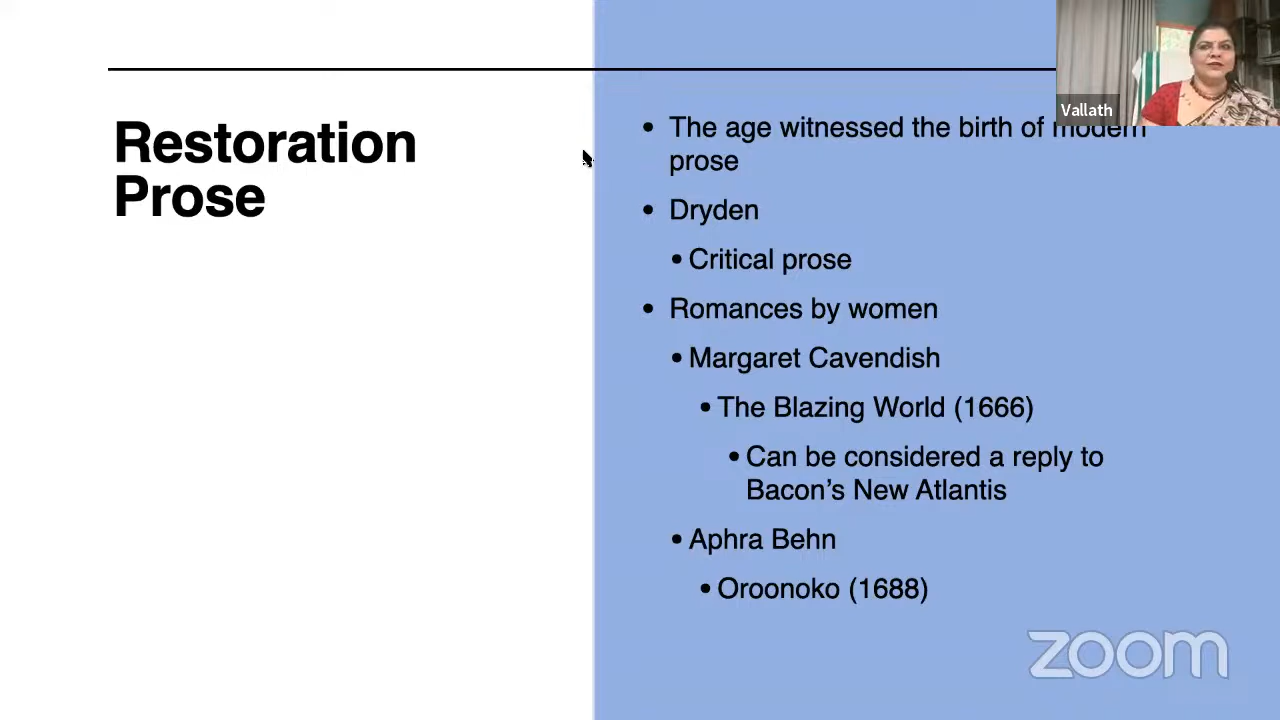 Restoration
Prose
• The age witnessed the birth of modern
prose
• Dryden
• Critical prose
• Romances by women
• Margaret Cavendish
• The Blazing World (1666)
• Can be considered a reply to
Bacon’s New Atlantis
• Aphra Behn
• Oroonoko (1688)
Vallath
zoom